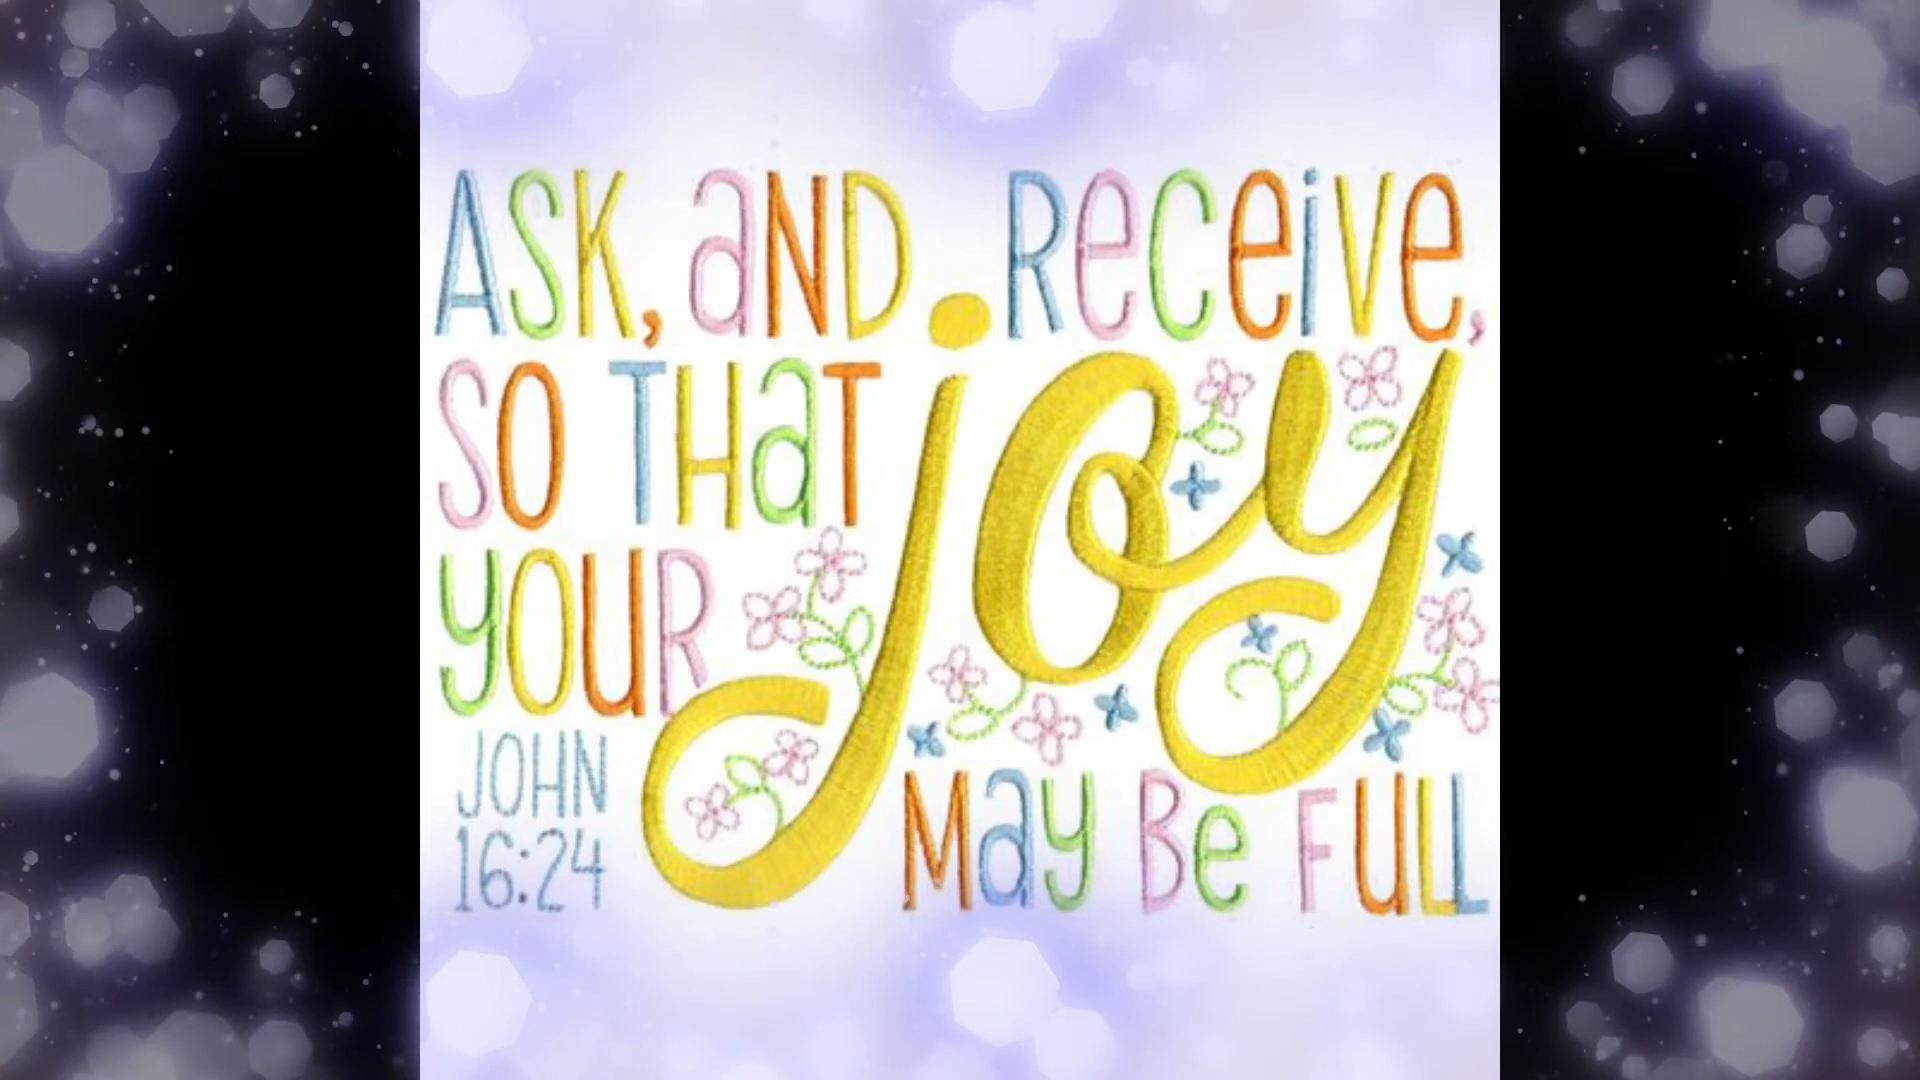 ASK, aND RECEiVE,
SO THaT joy
yOUR
JOHN
16:24
May Be FULL